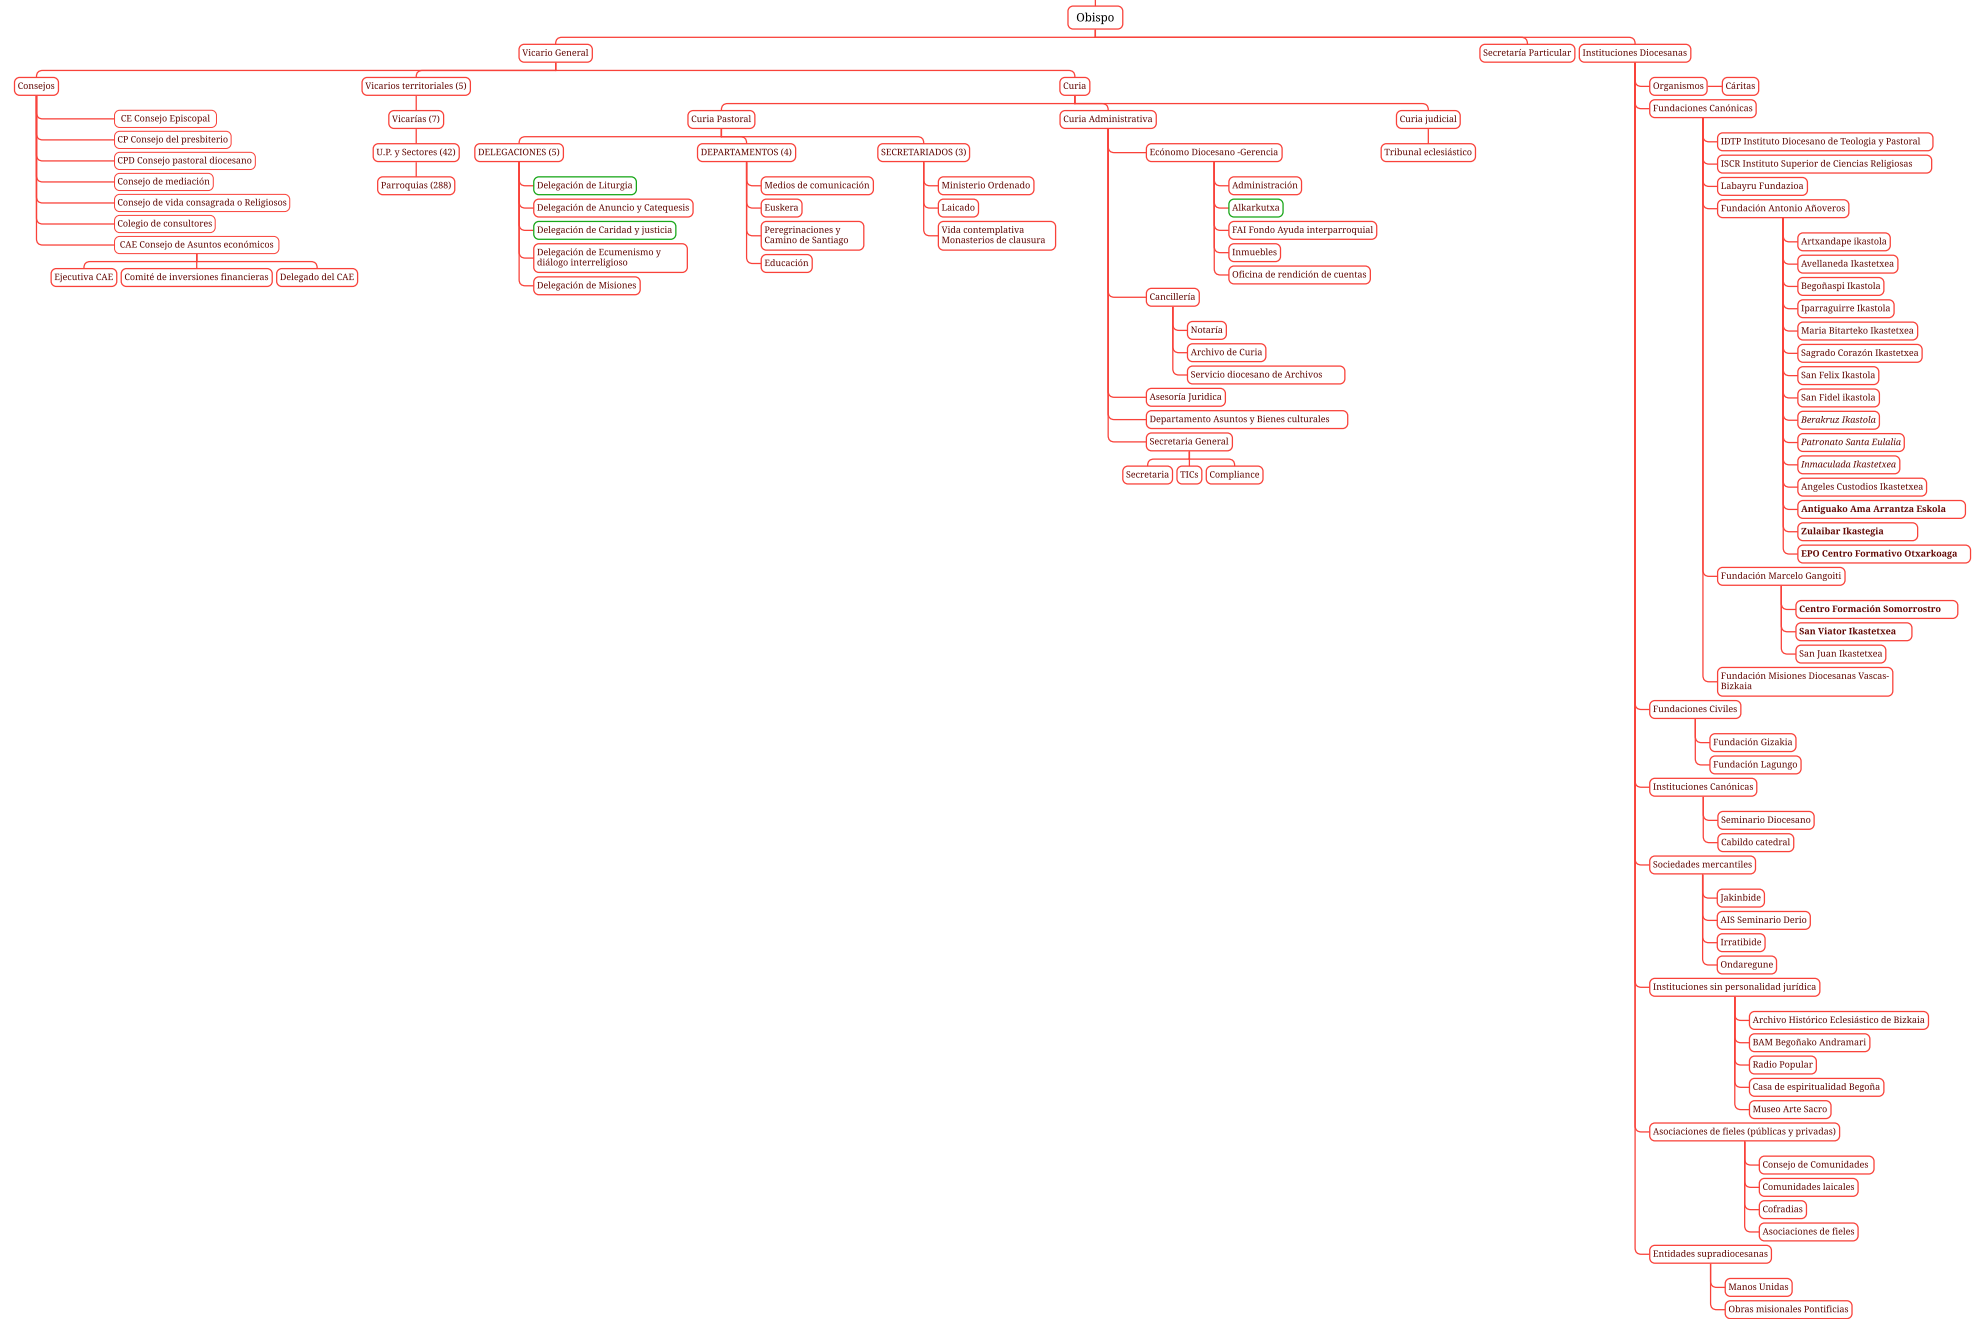 Obispo
Vicario General
Secretaría Particular
Instituciones Diocesanas
Consejos
CE Consejo Episcopal
CP Consejo del presbiterio
CPD Consejo pastoral diocesano
Consejo de mediación
Consejo de vida consagrada o Religiosos
Colegio de consultores
CAE Consejo de Asuntos económicos
Ejecutiva CAE
Comité de inversiones financieras
Delegado del CAE
Vicarios territoriales (5)
Vicarías (7)
U.P. y Sectores (42)
Parroquias (288)
Curia
Curia Pastoral
DELEGACIONES (5)
Delegación de Liturgia
Delegación de Anuncio y Catequesis
Delegación de Caridad y justicia
Delegación de Ecumenismo y
diálogo interreligioso
Delegación de Misiones
DEPARTAMENTOS (4)
Medios de comunicación
Euskera
Peregrinaciones y
Camino de Santiago
Educación
SECRETARIADOS (3)
Ministerio Ordenado
Laicado
Vida contemplativa
Monasterios de clausura
Curia Administrativa
Ecónomo Diocesano -Gerencia
Administración
Alkarkutxa
FAI Fondo Ayuda interparroquial
Inmuebles
Oficina de rendición de cuentas
Cancillería
Notaría
Archivo de Curia
Servicio diocesano de Archivos
Asesoría Juridica
Departamento Asuntos y Bienes culturales
Secretaria General
Secretaria
TICs
Compliance
Curia judicial
Tribunal eclesiástico
Organismos
Cáritas
Fundaciones Canónicas
IDTP Instituto Diocesano de Teologia y Pastoral
ISCR Instituto Superior de Ciencias Religiosas
Labayru Fundazioa
Fundación Antonio Añoveros
Artxandape ikastola
Avellaneda Ikastetxea
Begoñaspi Ikastola
Iparraguirre Ikastola
Maria Bitarteko Ikastetxea
Sagrado Corazón Ikastetxea
San Felix Ikastola
San Fidel ikastola
Berakruz Ikastola
Patronato Santa Eulalia
Inmaculada Ikastetxea
Angeles Custodios Ikastetxea
Antiguako Ama Arrantza Eskola
Zulaibar Ikastegia
EPO Centro Formativo Otxarkoaga
Fundación Marcelo Gangoiti
Centro Formación Somorrostro
San Viator Ikastetxea
San Juan Ikastetxea
Fundación Misiones Diocesanas Vascas-
Bizkaia
Fundaciones Civiles
Fundación Gizakia
Fundación Lagungo
Instituciones Canónicas
Seminario Diocesano
Cabildo catedral
Sociedades mercantiles
Jakinbide
AIS Seminario Derio
Irratibide
Ondaregune
Instituciones sin personalidad jurídica
Archivo Histórico Eclesiástico de Bizkaia
BAM Begoñako Andramari
Radio Popular
Casa de espiritualidad Begoña
Museo Arte Sacro
Asociaciones de fieles (públicas y privadas)
Consejo de Comunidades
Comunidades laicales
Cofradias
Asociaciones de fieles
Entidades supradiocesanas
Manos Unidas
Obras misionales Pontificias